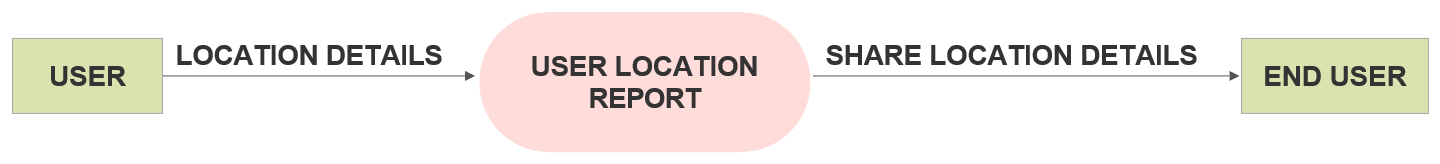 USER
LOCATION DETAILS
USER LOCATION
REPORT
SHARE LOCATION DETAILS
END USER